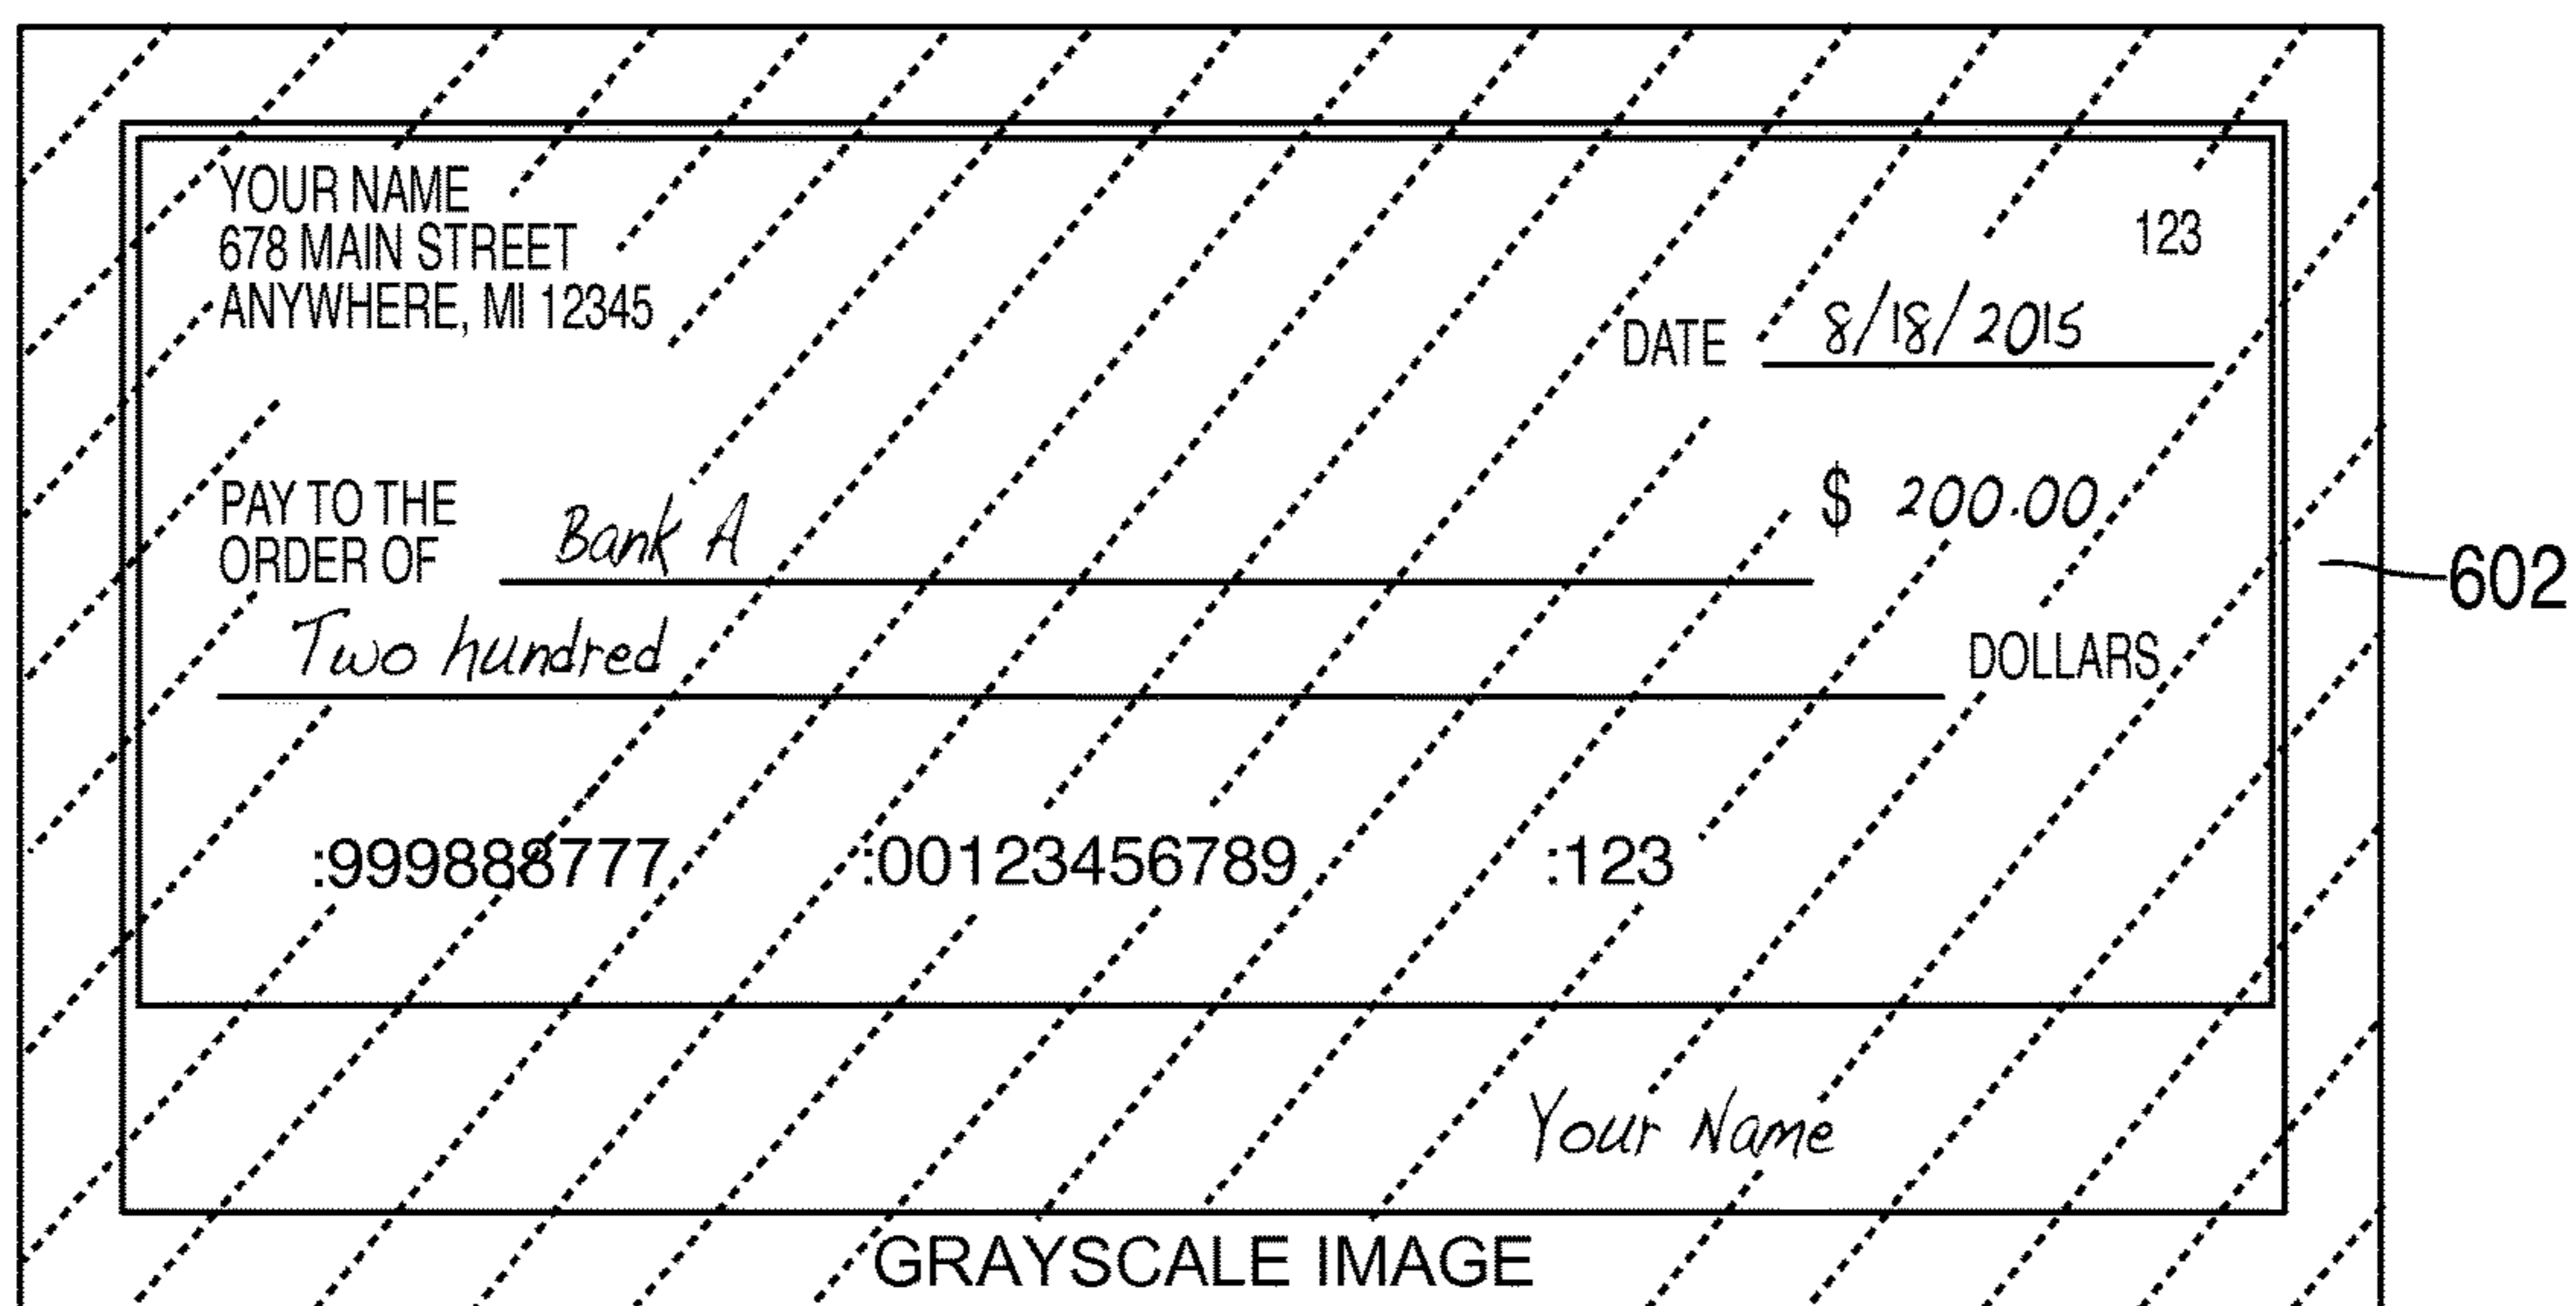 YOUR NAME
678 MAIN STREET
ANYWHERE, MI 12345
123
DATE 8/18/2015
PAY TO THE
ORDER OF Bank A
$ 200.00
Two hundred DOLLARS
:999888777 :00123456789 :123
Your Name
GRAYSCALE IMAGE
602